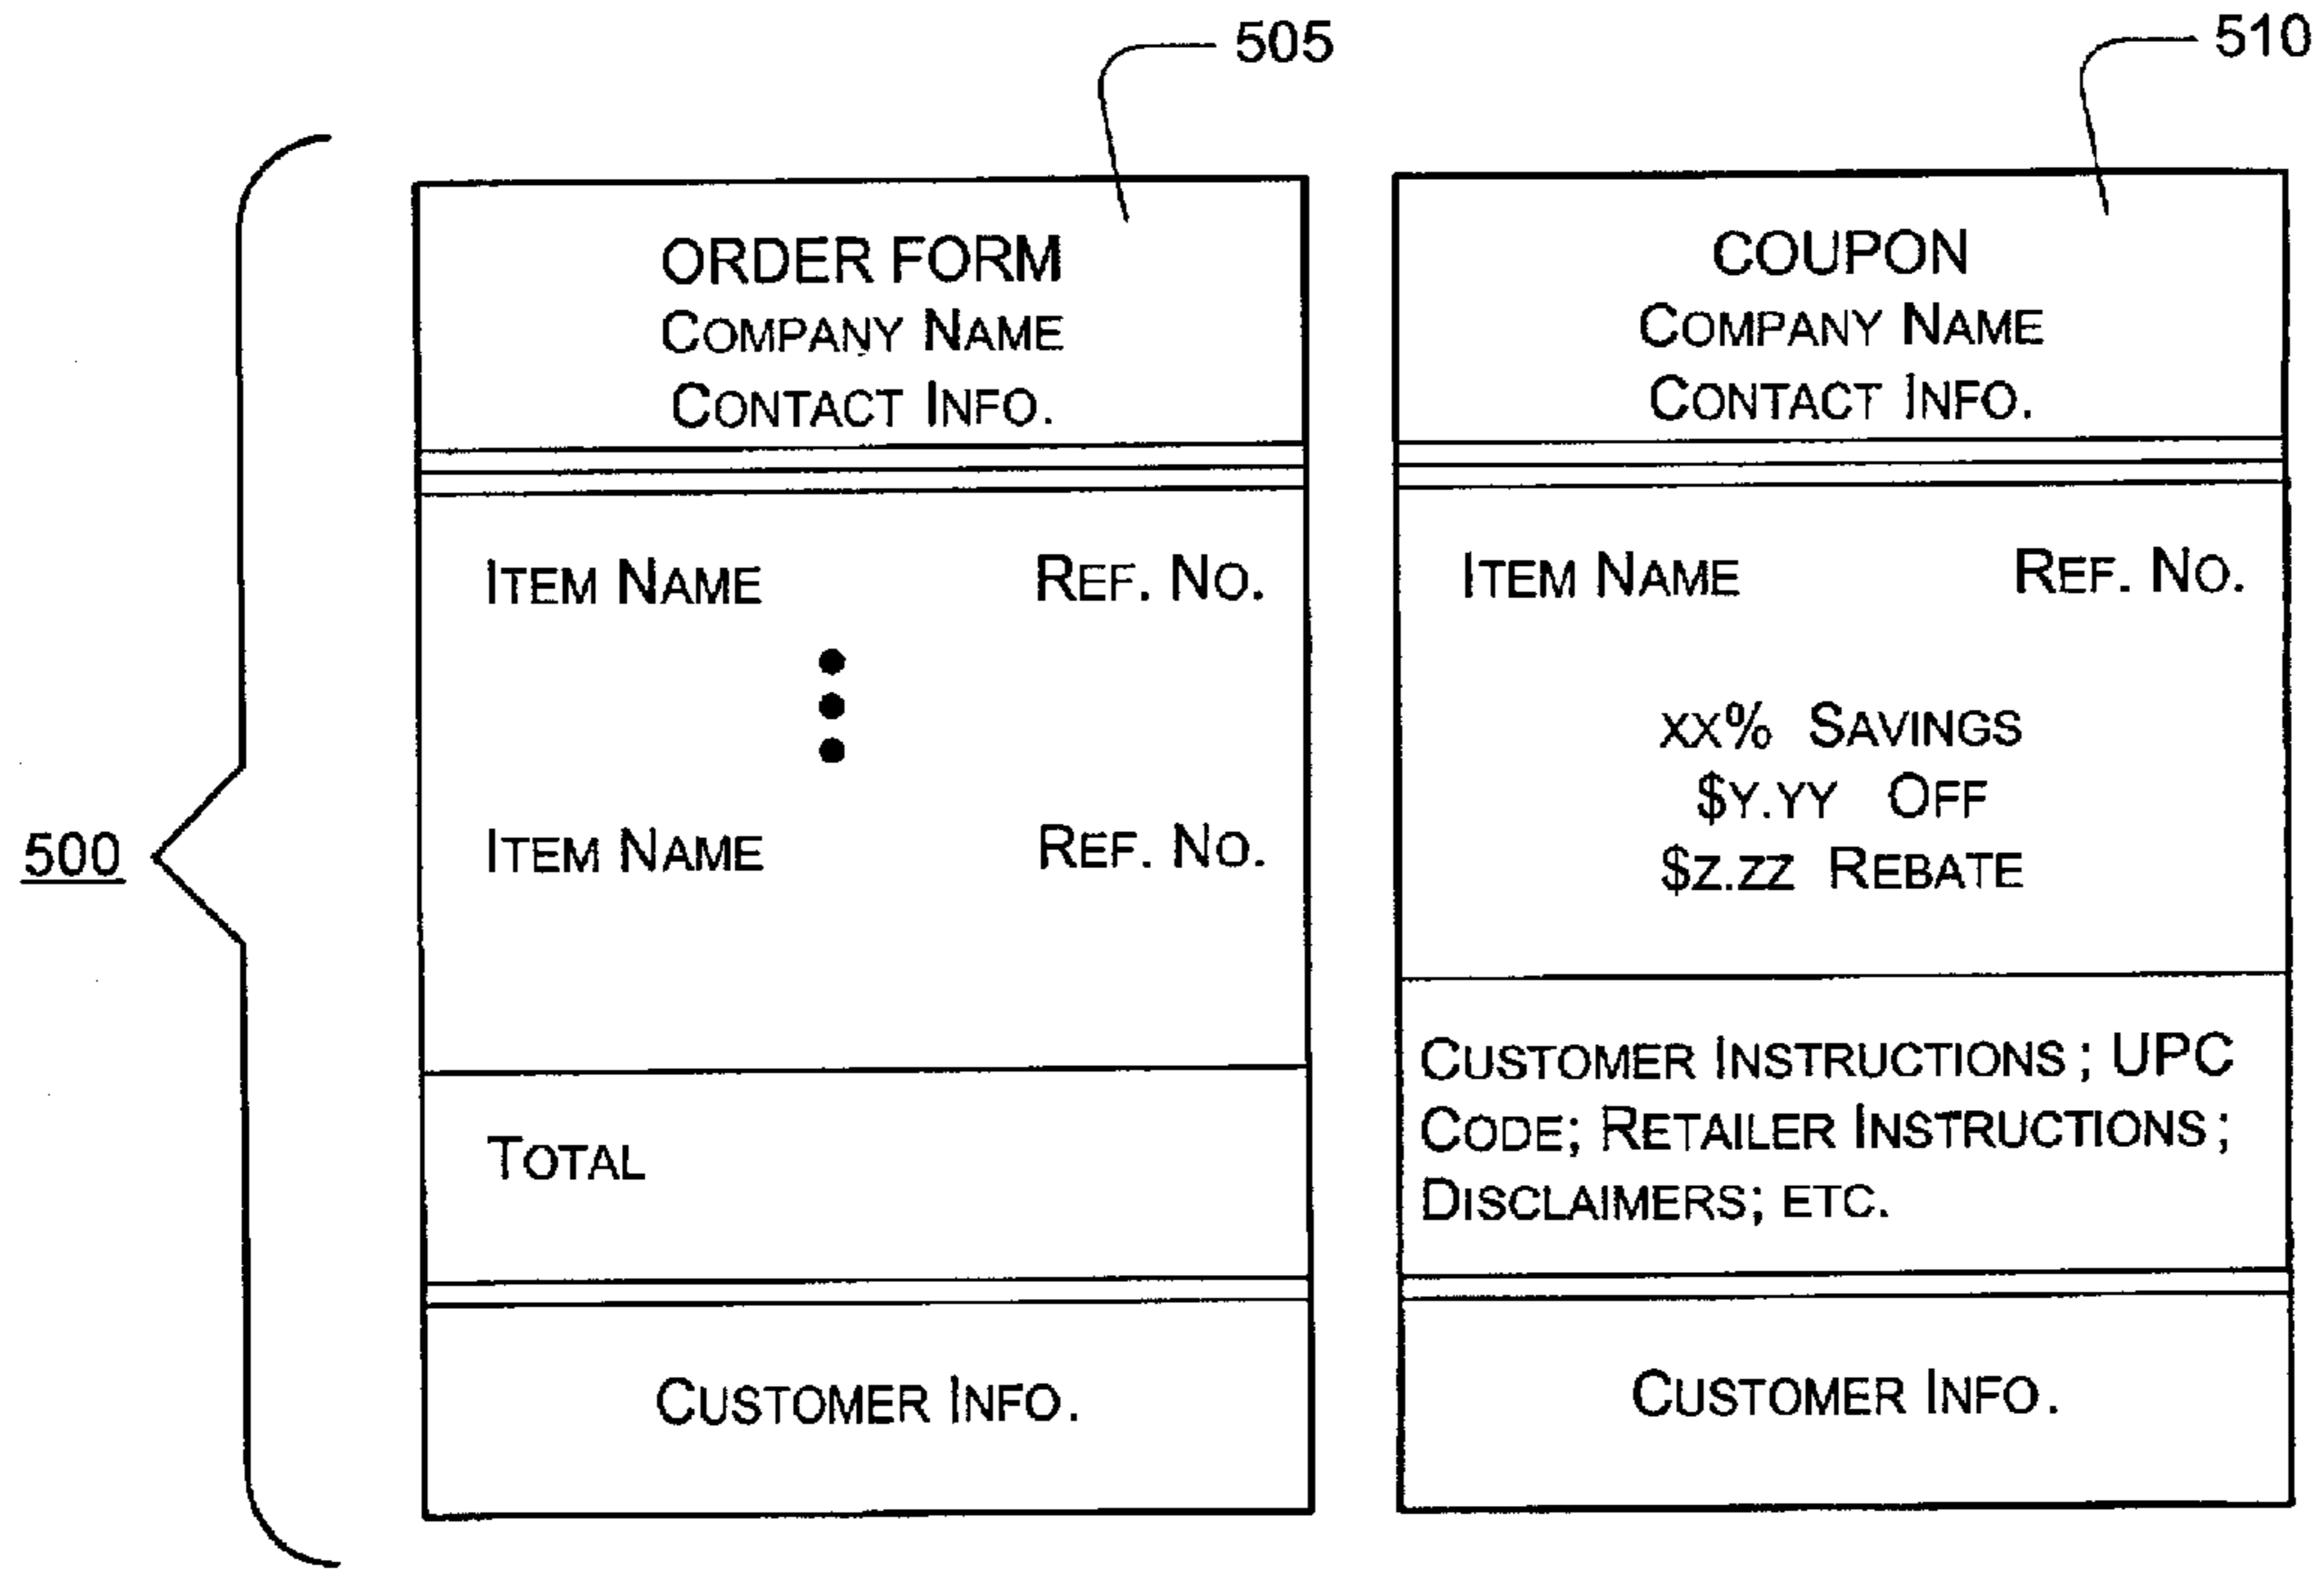 505
510
500
ORDER FORM
COMPANY NAME
CONTACT INFO.
ITEM NAME REF. NO.
ITEM NAME REF. NO.
TOTAL
CUSTOMER INFO.
COUPON
COMPANY NAME
CONTACT INFO.
ITEM NAME REF. NO.
XX% SAVINGS
$Y.YY OFF
$Z.ZZ REBATE
CUSTOMER INSTRUCTIONS; UPC
CODE; RETAILER INSTRUCTIONS;
DISCLAIMERS; ETC.
CUSTOMER INFO.